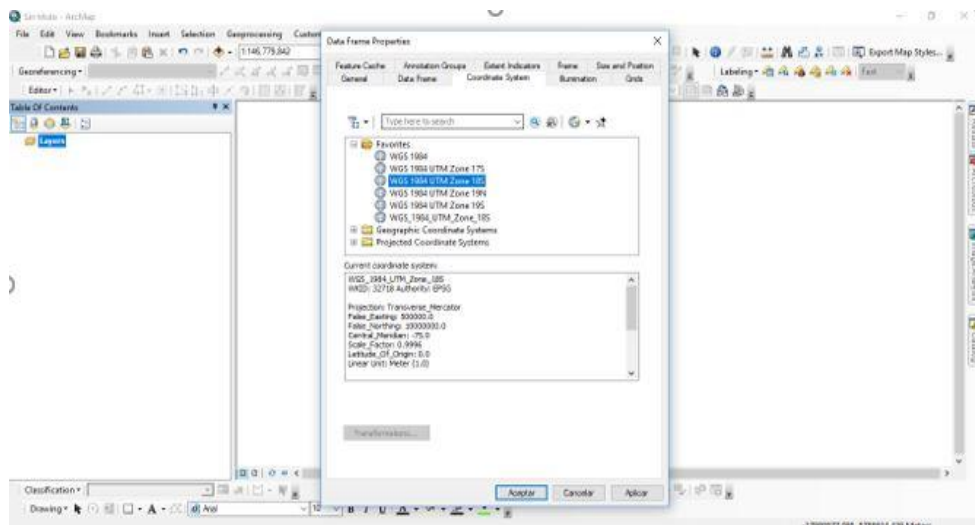 Sin título - ArcMap
File Edit View Bookmarks Insert Selection Geoprocessing Custom
1:146,779,842
Export Map Styles...
Georeferencing
Labeling
Fast
Editor
Table Of Contents
Layers
Data Frame Properties
Feature Cache Annotation Groups Extent Indicators Frame Size and Position
General Data Frame Coordinate System Illumination Grids
Type here to search
Favorites
WGS 1984
WGS 1984 UTM Zone 17S
WGS 1984 UTM Zone 18S
WGS 1984 UTM Zone 19N
WGS 1984 UTM Zone 19S
WGS_1984_UTM_Zone_18S
Geographic Coordinate Systems
Projected Coordinate Systems
Current coordinate system:
WGS_1984_UTM_Zone_18S
WKID: 32718 Authority: EPSG
Projection: Transverse_Mercator
False_Easting: 500000.0
False_Northing: 10000000.0
Central_Meridian: -75.0
Scale_Factor: 0.9996
Latitude_Of_Origin: 0.0
Linear Unit: Meter (1.0)
Transformations...
Aceptar Cancelar Aplicar
Classification
Drawing A Arial 10 B I U A